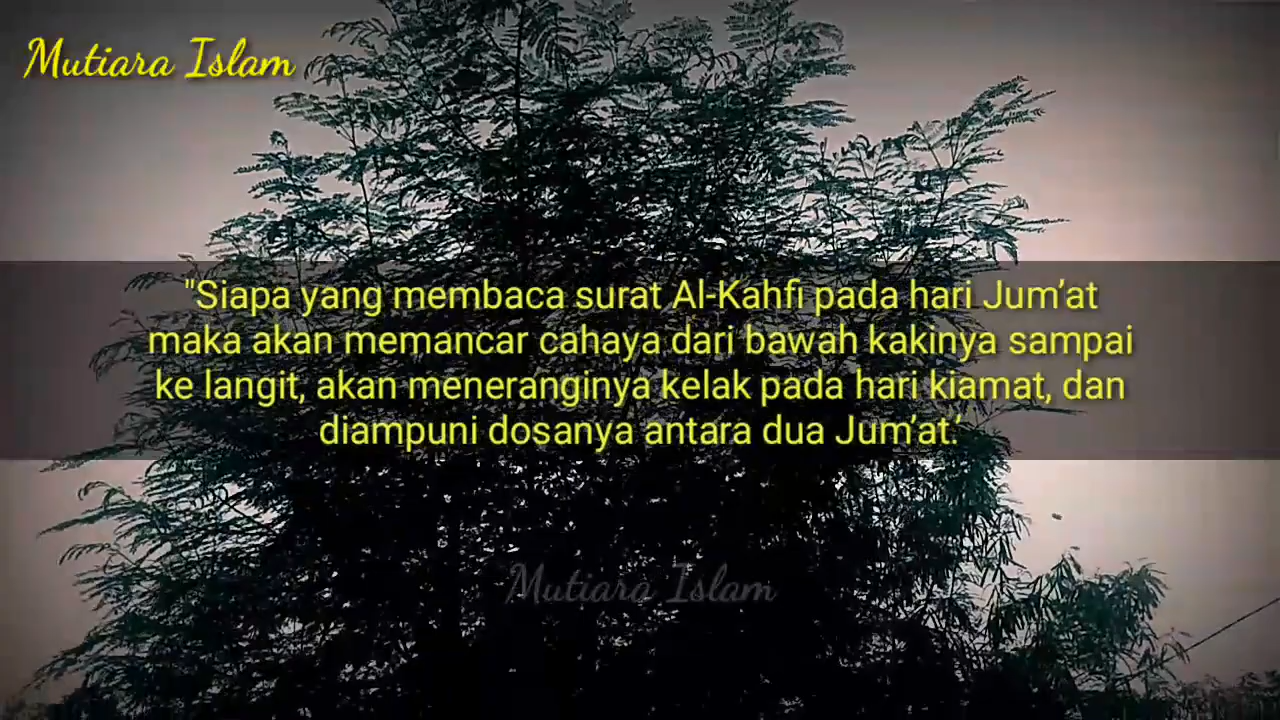 Mutiara Islam
"Siapa yang membaca surat Al-Kahfi pada hari Jum’at
maka akan memancar cahaya dari bawah kakinya sampai
ke langit, akan meneranginya kelak pada hari kiamat, dan
diampuni dosanya antara dua Jum’at.’
Mutiara Islam